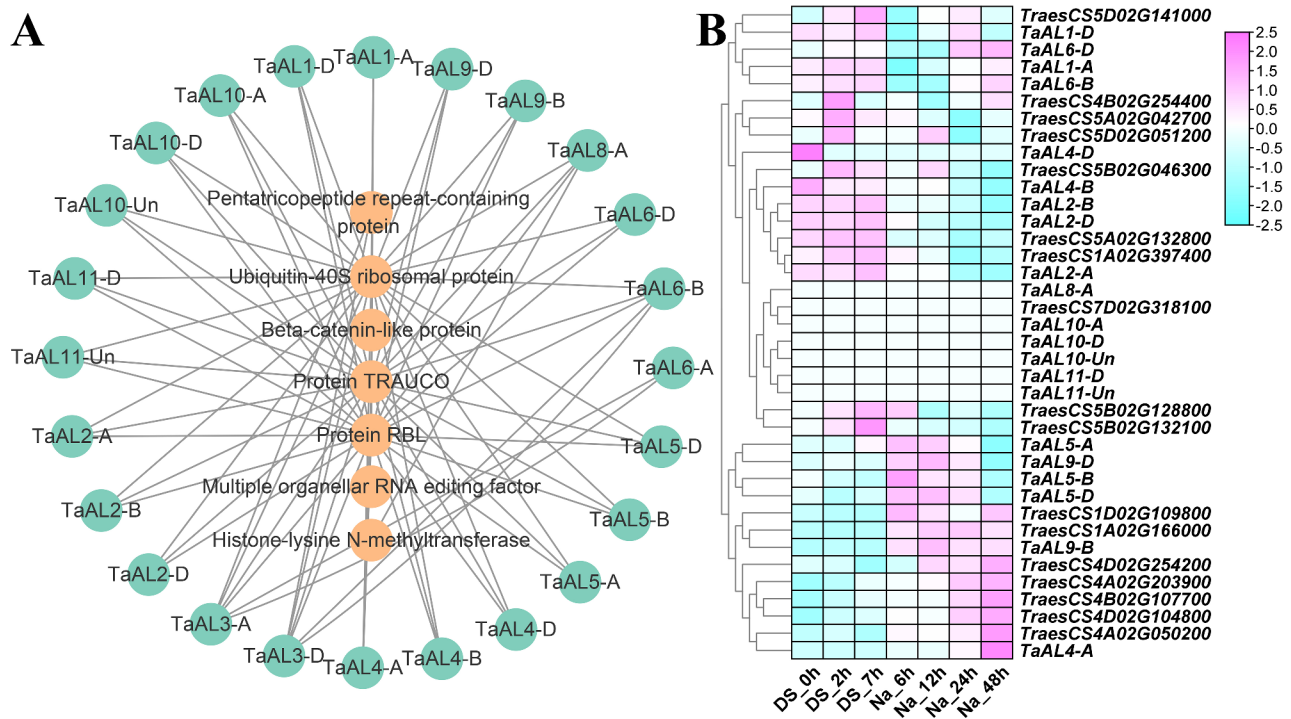 A
TaAL1-A
TaAL1-D
TaAL9-D
TaAL10-A
TaAL9-B
TaAL10-D
TaAL8-A
TaAL10-Un
TaAL6-D
Pentatricopeptide repeat-containing
protein
TaAL11-D
Ubiquitin-40S ribosomal protein
TaAL6-B
Beta-catenin-like protein
TaAL11-Un
TaAL6-A
Protein TRAUCO
TaAL2-A
Protein RBL
TaAL5-D
Multiple organellar RNA editing factor
TaAL2-B
TaAL5-B
Histone-lysine N-methyltransferase
TaAL2-D
TaAL5-A
TaAL3-A
TaAL4-D
TaAL3-D
TaAL4-A
TaAL4-B
B
TraesCS5D02G141000
TaAL1-D
TaAL6-D
TaAL1-A
TaAL6-B
TraesCS4B02G254400
TraesCS5A02G042700
TraesCS5D02G051200
TaAL4-D
TraesCS5B02G046300
TaAL4-B
TaAL2-B
TaAL2-D
TraesCS5A02G132800
TraesCS1A02G397400
TaAL2-A
TaAL8-A
TraesCS7D02G318100
TaAL10-A
TaAL10-D
TaAL10-Un
TaAL11-D
TaAL11-Un
TraesCS5B02G128800
TraesCS5B02G132100
TaAL5-A
TaAL9-D
TaAL5-B
TaAL5-D
TraesCS1D02G109800
TraesCS1A02G166000
TaAL9-B
TraesCS4D02G254200
TraesCS4A02G203900
TraesCS4B02G107700
TraesCS4D02G104800
TraesCS4A02G050200
TaAL4-A
DS_0h
DS_2h
DS_7h
Na_6h
Na_12h
Na_24h
Na_48h
2.5
2.0
1.5
1.0
0.5
0.0
-0.5
-1.0
-1.5
-2.0
-2.5